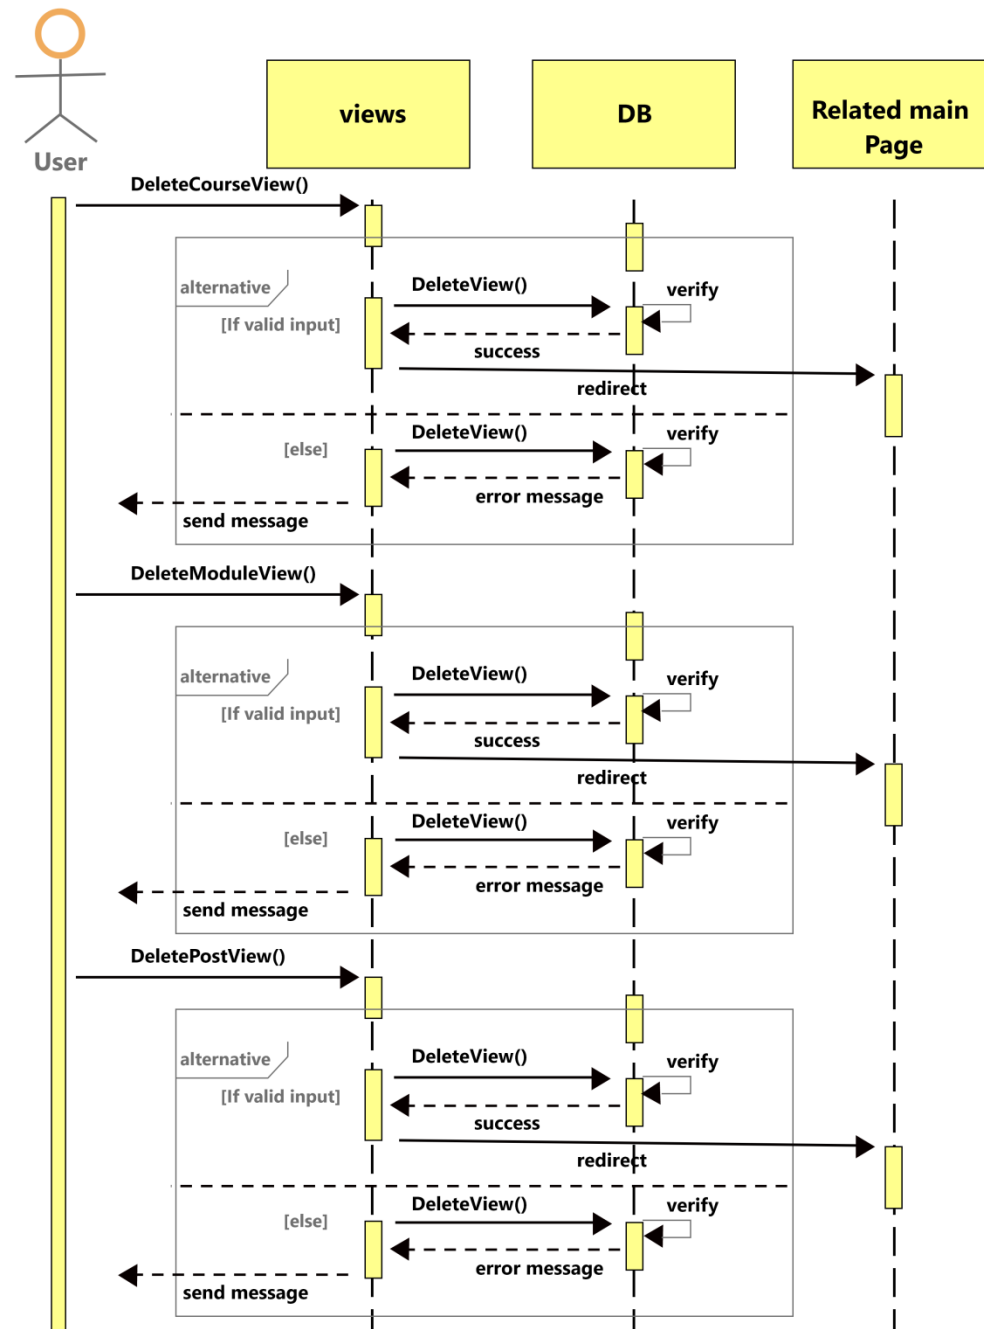 User
views
DB
Related main
Page
DeleteCourseView()
alternative
[If valid input]
DeleteView()
verify
success
redirect
[else]
DeleteView()
verify
error message
send message
DeleteModuleView()
alternative
[If valid input]
DeleteView()
verify
success
redirect
[else]
DeleteView()
verify
error message
send message
DeletePostView()
alternative
[If valid input]
DeleteView()
verify
success
redirect
[else]
DeleteView()
verify
error message
send message